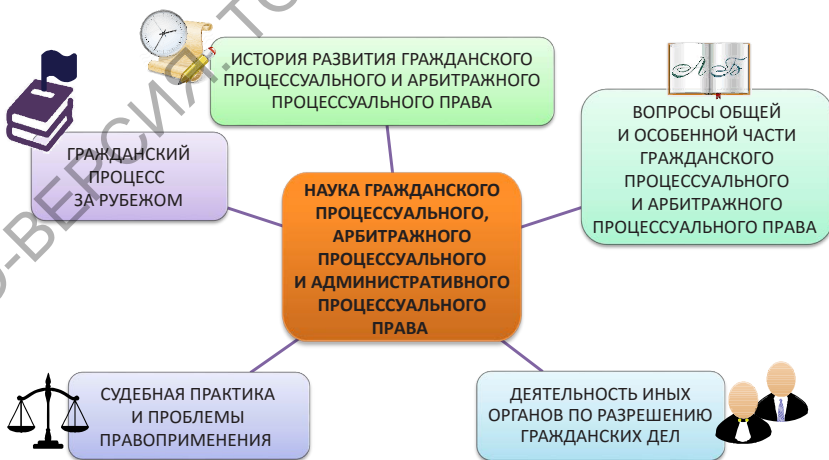 ИСТОРИЯ РАЗВИТИЯ ГРАЖДАНСКОГО
ПРОЦЕССУАЛЬНОГО И АРБИТРАЖНОГО
ПРОЦЕССУАЛЬНОГО ПРАВА
А Б
ВОПРОСЫ ОБЩЕЙ
И ОСОБЕННОЙ ЧАСТИ
ГРАЖДАНСКОГО
ПРОЦЕССУАЛЬНОГО
И АРБИТРАЖНОГО
ПРОЦЕССУАЛЬНОГО ПРАВА
ГРАЖДАНСКИЙ
ПРОЦЕСС
ЗА РУБЕЖОМ
НАУКА ГРАЖДАНСКОГО
ПРОЦЕССУАЛЬНОГО,
АРБИТРАЖНОГО
ПРОЦЕССУАЛЬНОГО
И АДМИНИСТРАТИВНОГО
ПРОЦЕССУАЛЬНОГО
ПРАВА
СУДЕБНАЯ ПРАКТИКА
И ПРОБЛЕМЫ
ПРАВОПРИМЕНЕНИЯ
ДЕЯТЕЛЬНОСТЬ ИНЫХ
ОРГАНОВ ПО РАЗРЕШЕНИЮ
ГРАЖДАНСКИХ ДЕЛ